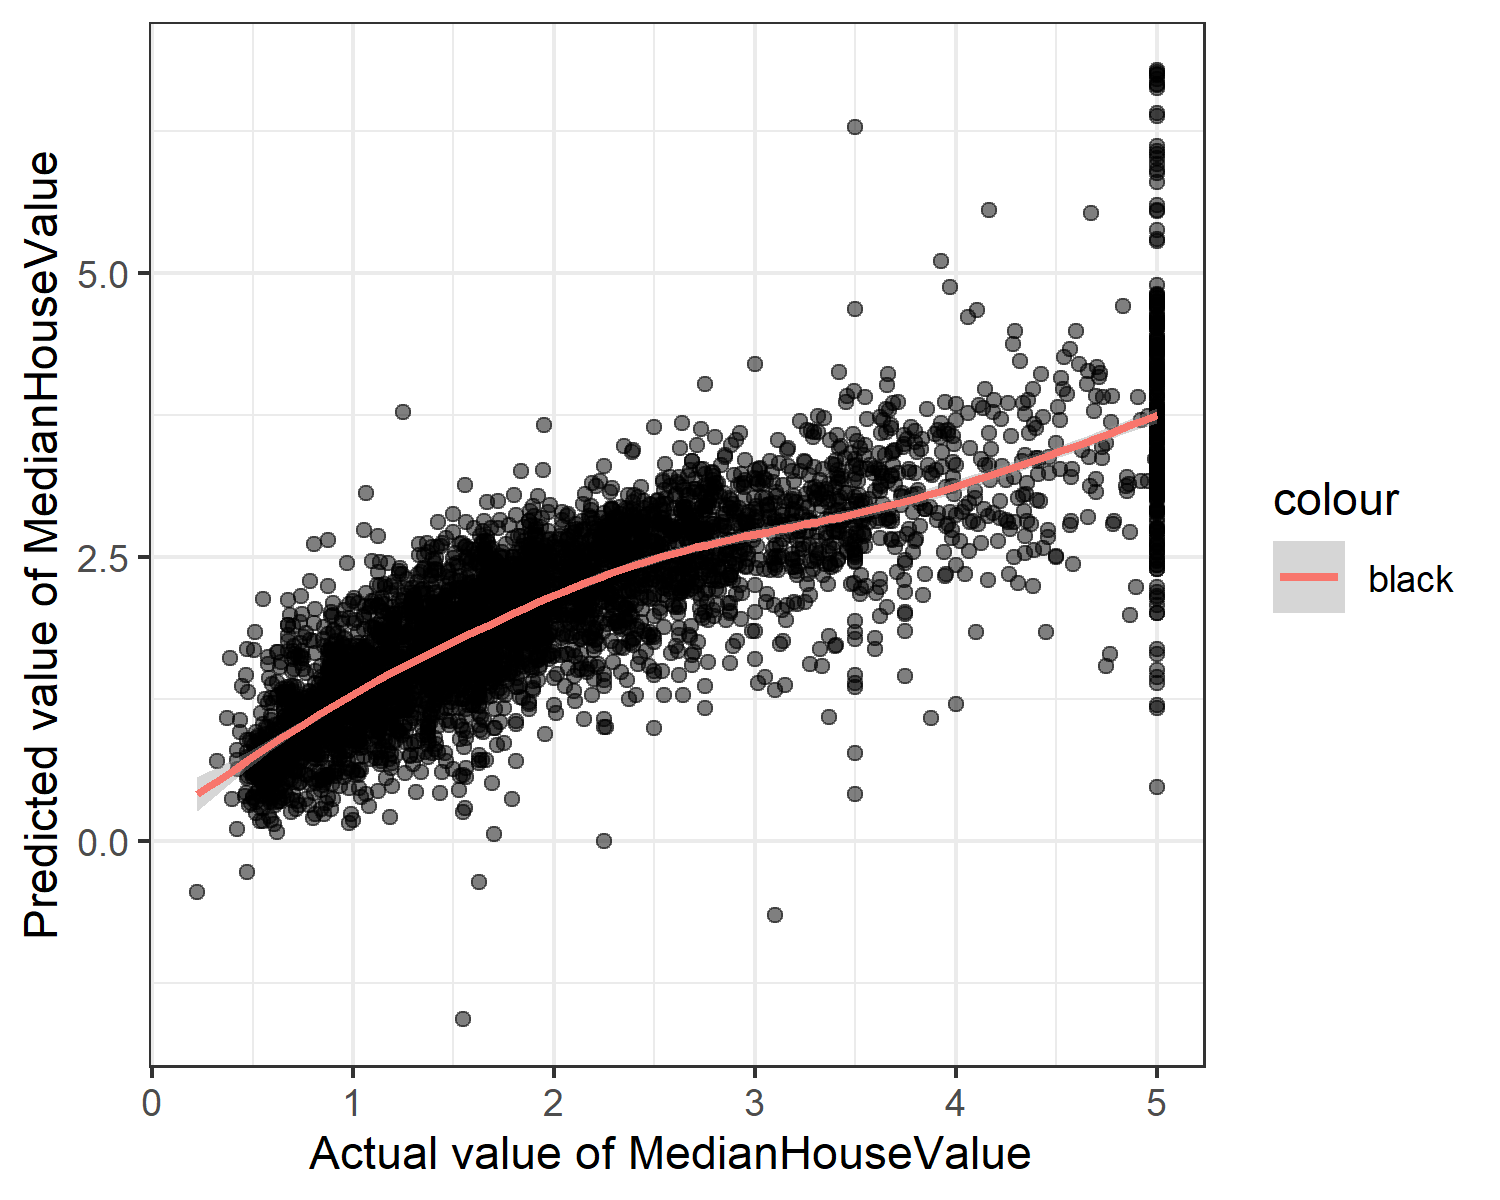 Predicted value of MedianHouseValue
5.0
2.5
0.0
0 1 2 3 4 5
Actual value of MedianHouseValue
colour
black